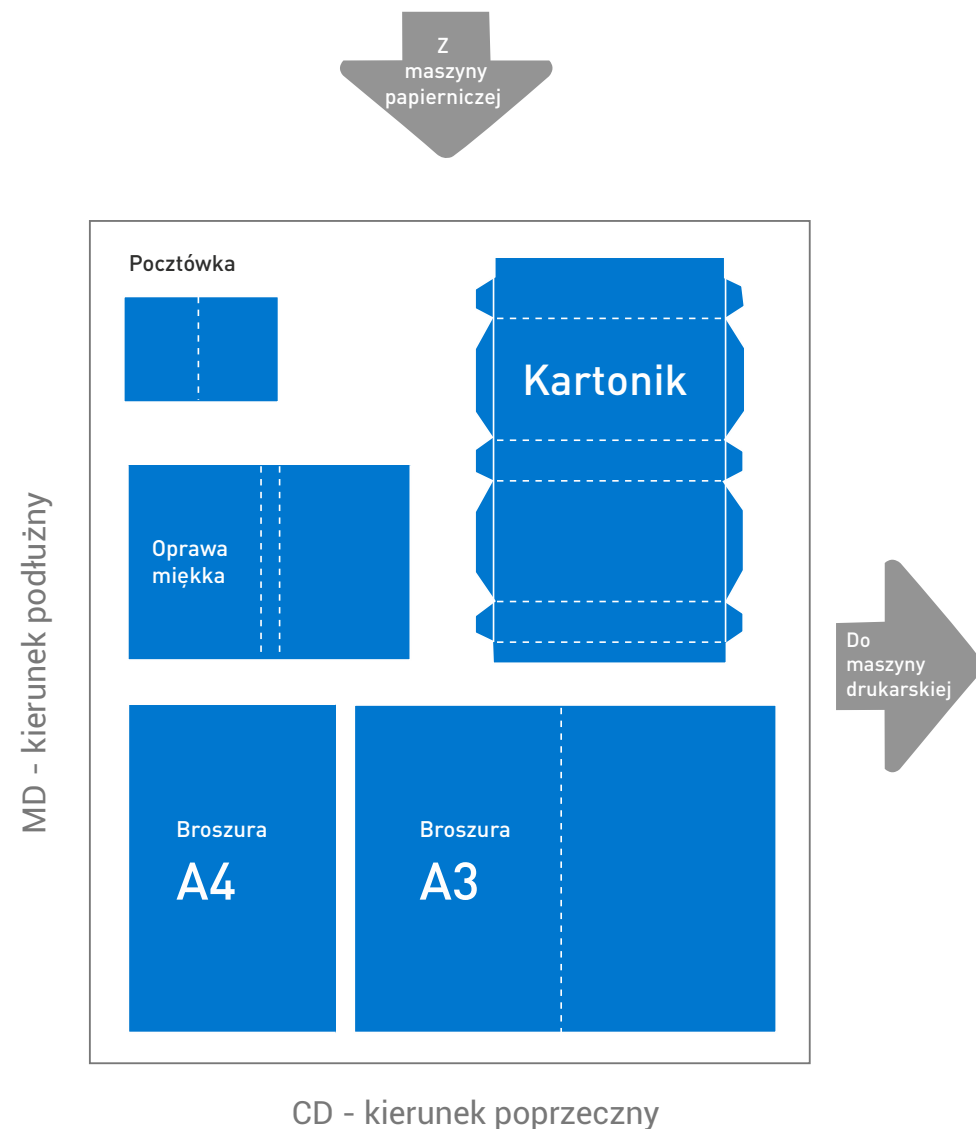 Z
maszyny
papierniczej
Pocztówka
Kartonik
Oprawa
miękka
MD - kierunek podłużny
Do
maszyny
drukarskiej
Broszura
A4
Broszura
A3
CD - kierunek poprzeczny